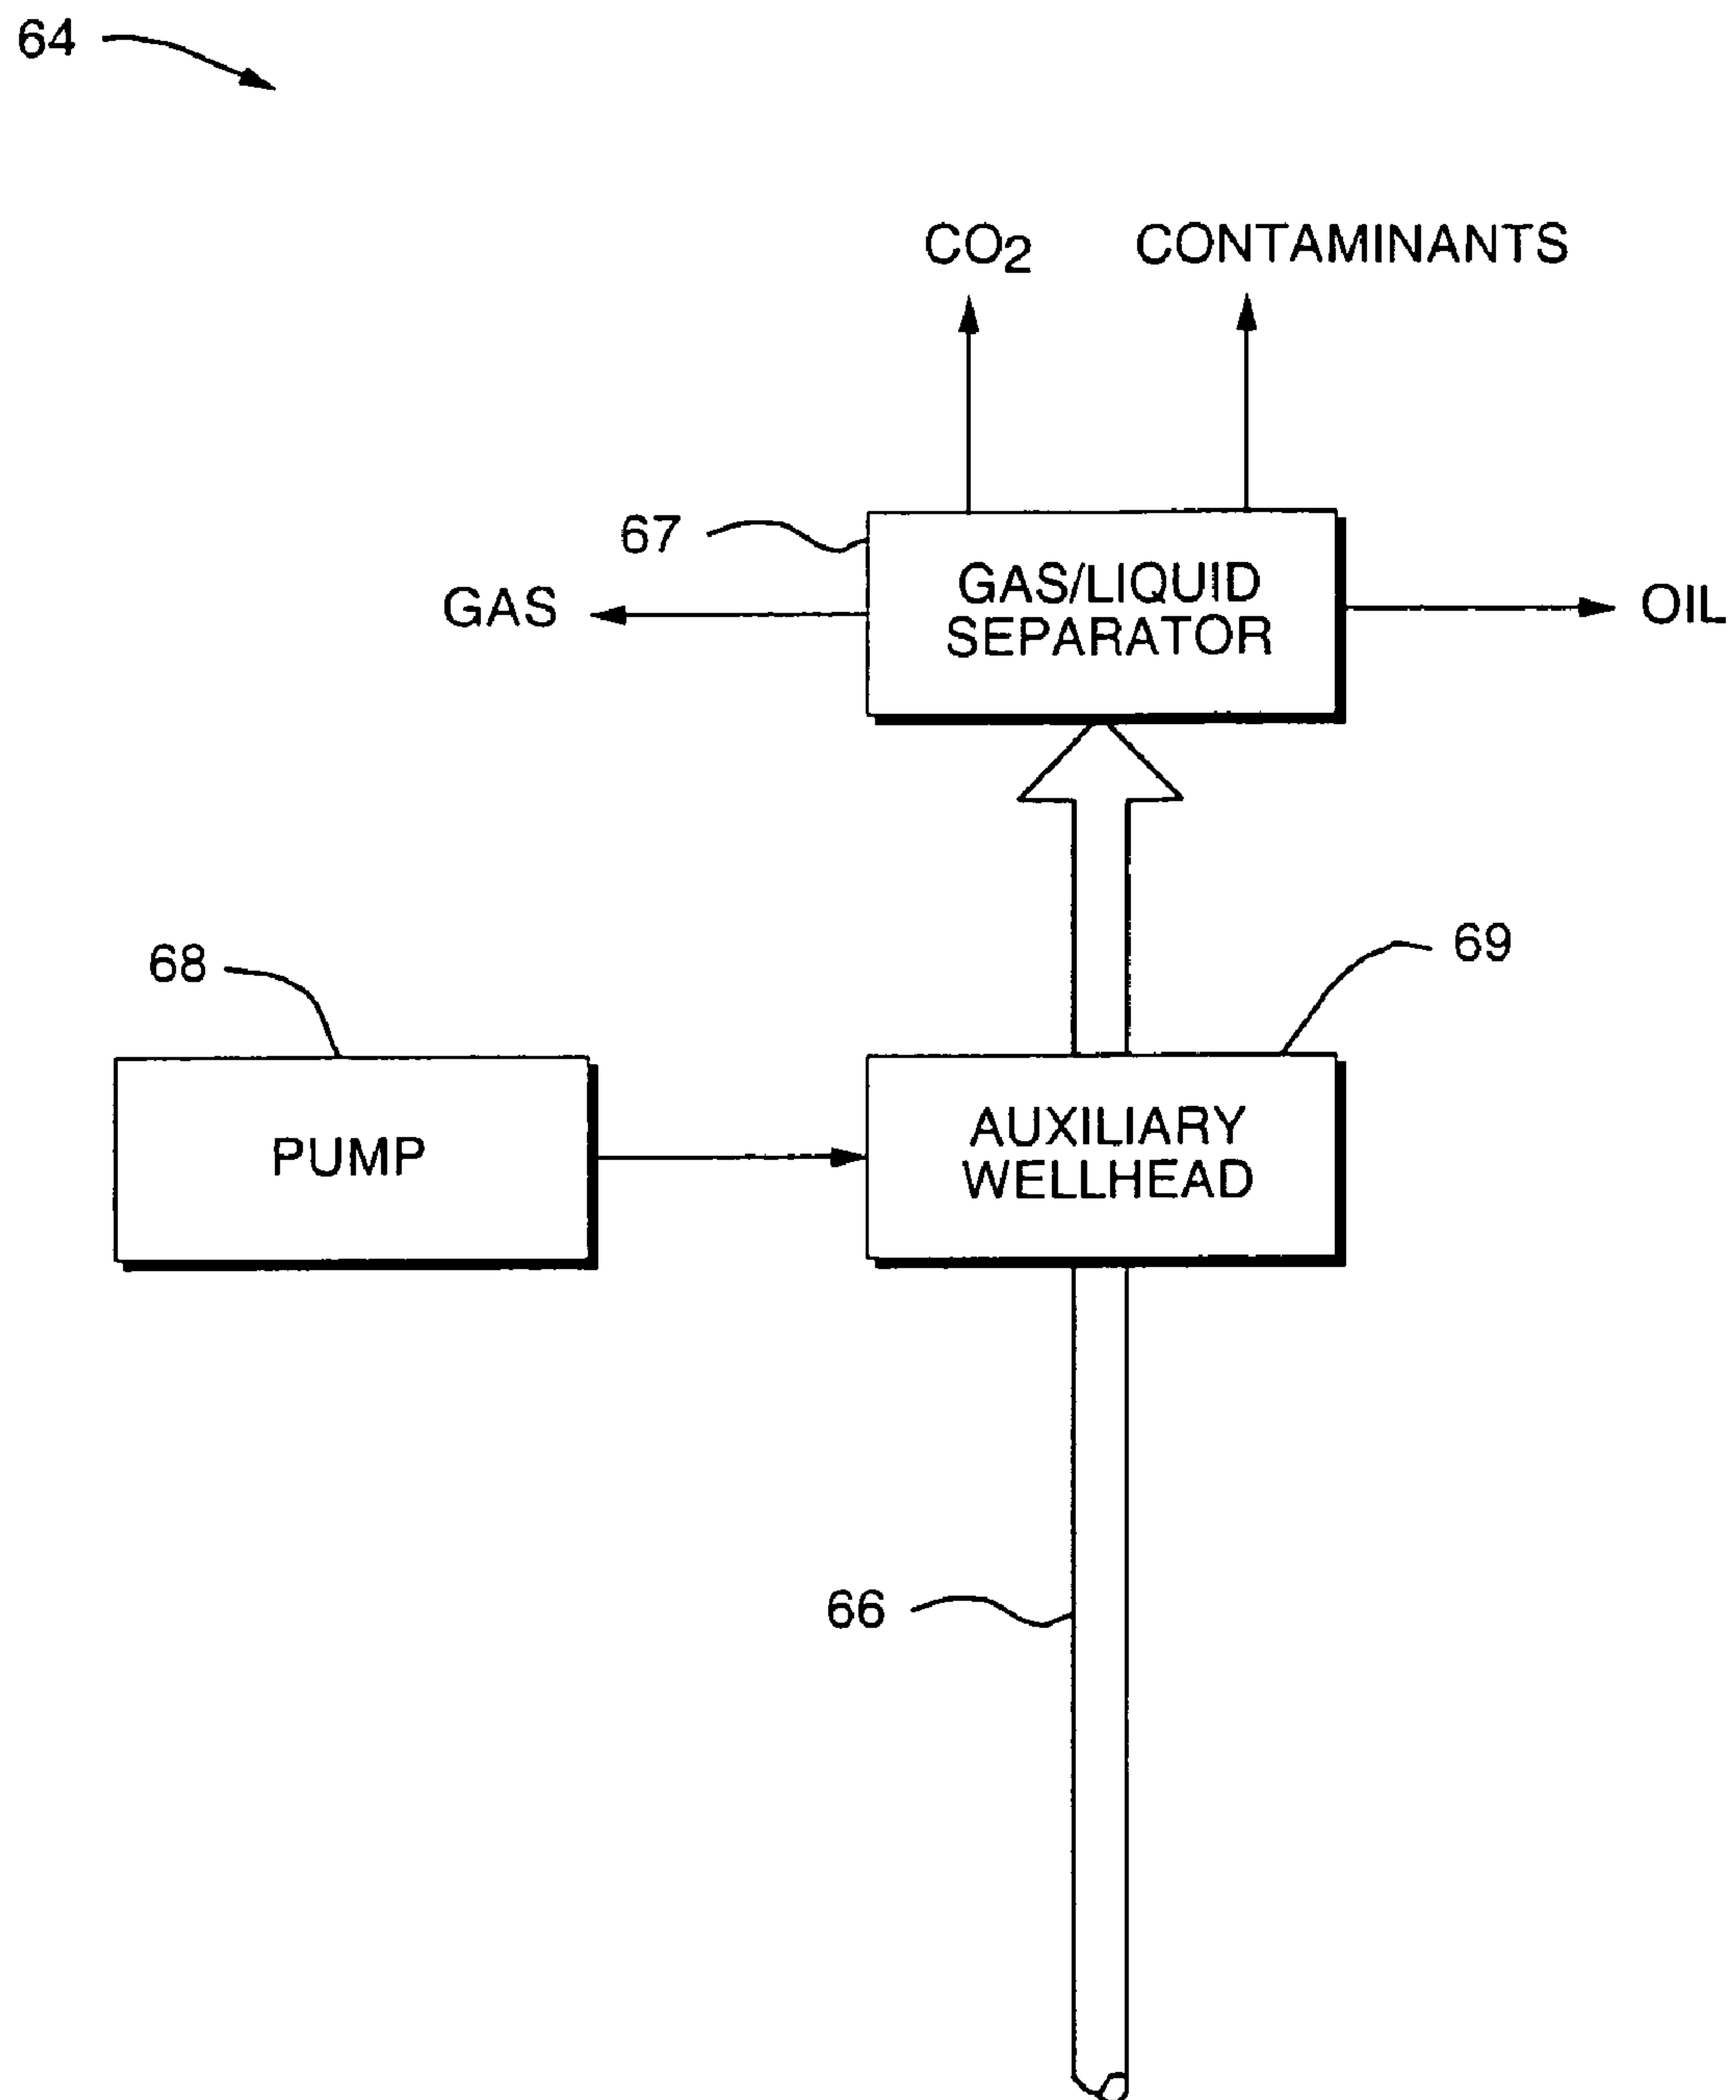 64
CO2 CONTAMINANTS
67
GAS/LIQUID
SEPARATOR
GAS
OIL
68
69
PUMP
AUXILIARY
WELLHEAD
66